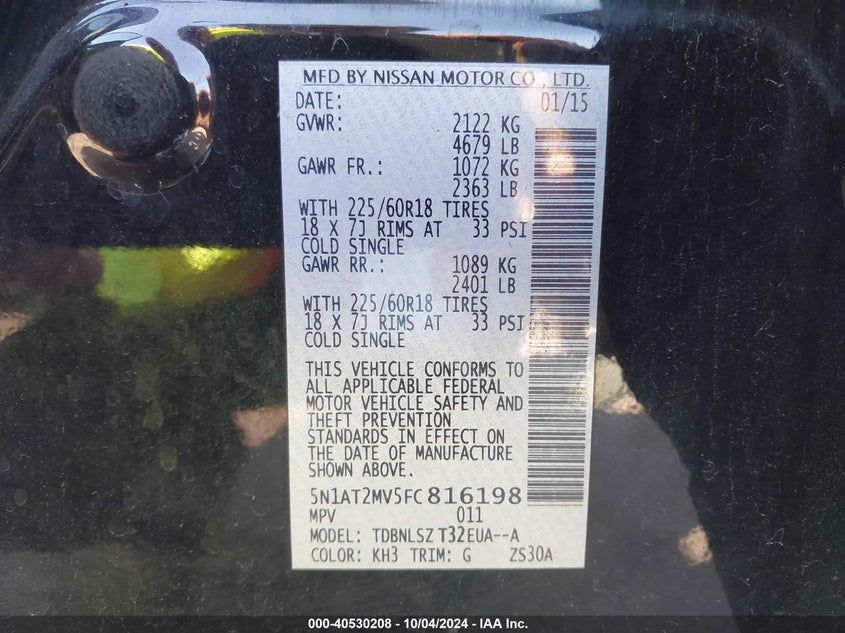 MFD BY NISSAN MOTOR CO., LTD.
DATE: 01/15
GVWR: 2122 KG
4679 LB
GAWR FR.: 1072 KG
2363 LB
WITH 225/60R18 TIRES
18 X 7J RIMS AT 33 PSI
COLD SINGLE
GAWR RR.: 1089 KG
2401 LB
WITH 225/60R18 TIRES
18 X 7J RIMS AT 33 PSI
COLD SINGLE
THIS VEHICLE CONFORMS TO
ALL APPLICABLE FEDERAL
MOTOR VEHICLE SAFETY AND
THEFT PREVENTION
STANDARDS IN EFFECT ON
THE DATE OF MANUFACTURE
SHOWN ABOVE.
5N1AT2MV5FC816198
MPV 011
MODEL: TDBNLSZ T32EUA--A
COLOR: KH3 TRIM: G ZS30A
000-40530208 - 10/04/2024 - IAA Inc.